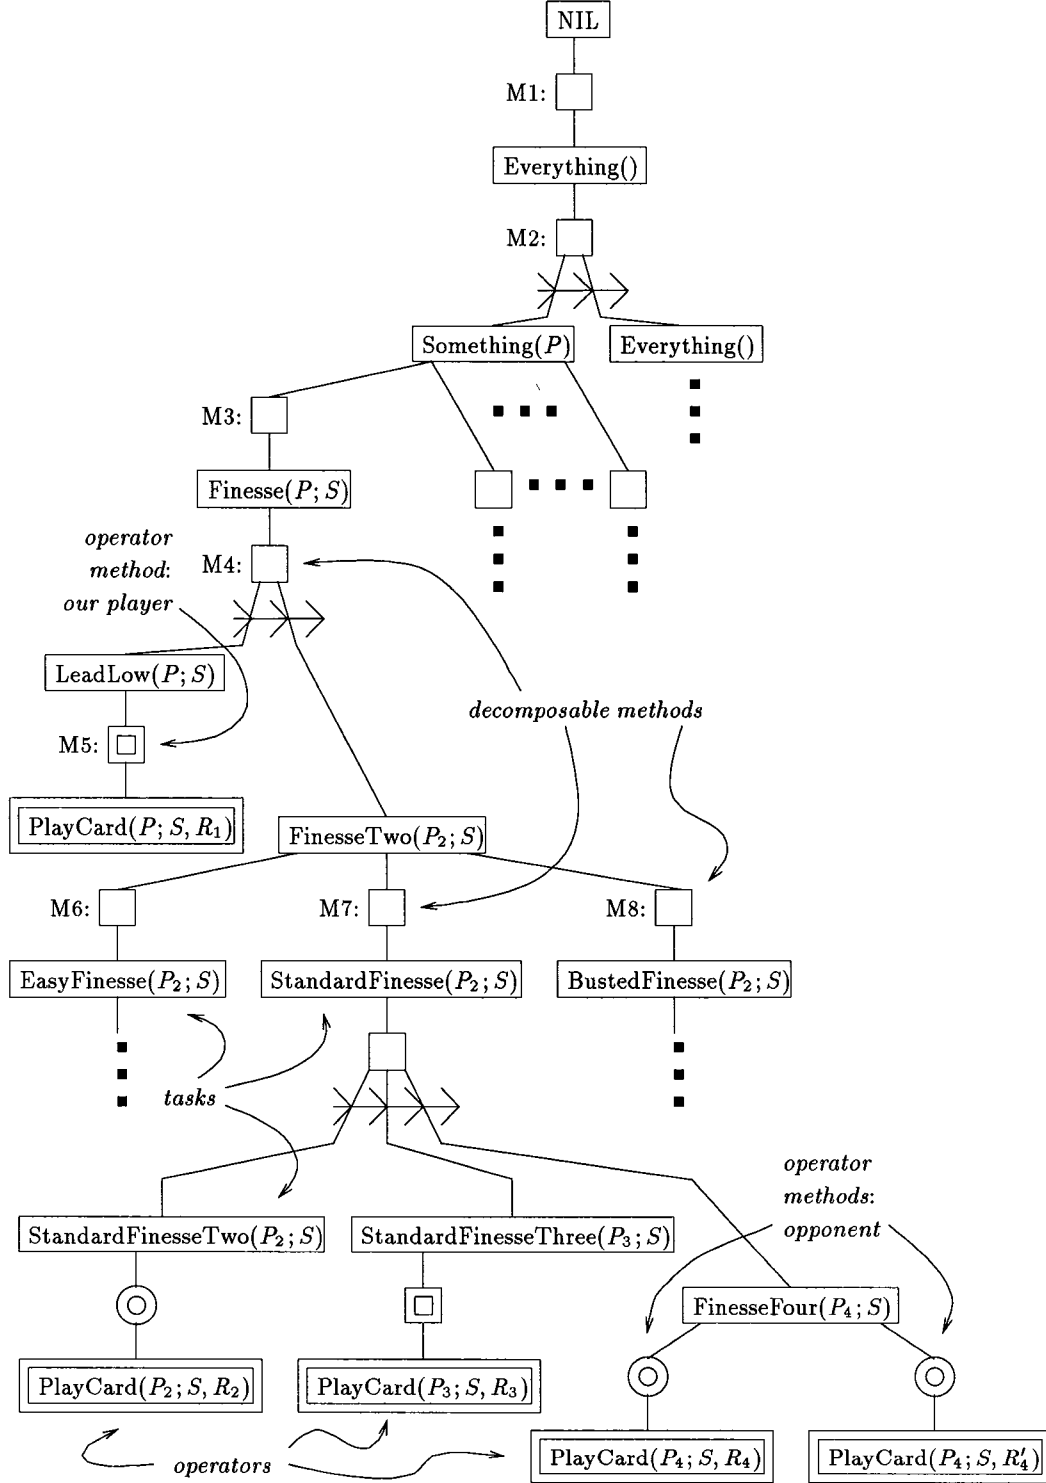 NIL
M1:
Everything()
M2:
Something(P)
Everything()
M3:
Finesse(P; S)
operator
method:
our player
M4:
LeadLow(P; S)
decomposable methods
M5:
PlayCard(P; S, R₁)
FinesseTwo(P₂; S)
M6:
M7:
M8:
EasyFinesse(P₂; S)
StandardFinesse(P₂; S)
BustedFinesse(P₂; S)
tasks
operator
methods:
opponent
StandardFinesseTwo(P₂; S)
StandardFinesseThree(P₃; S)
FinesseFour(P₄; S)
PlayCard(P₂; S, R₂)
PlayCard(P₃; S, R₃)
PlayCard(P₄; S, R₄)
PlayCard(P₄; S, R′₄)
operators